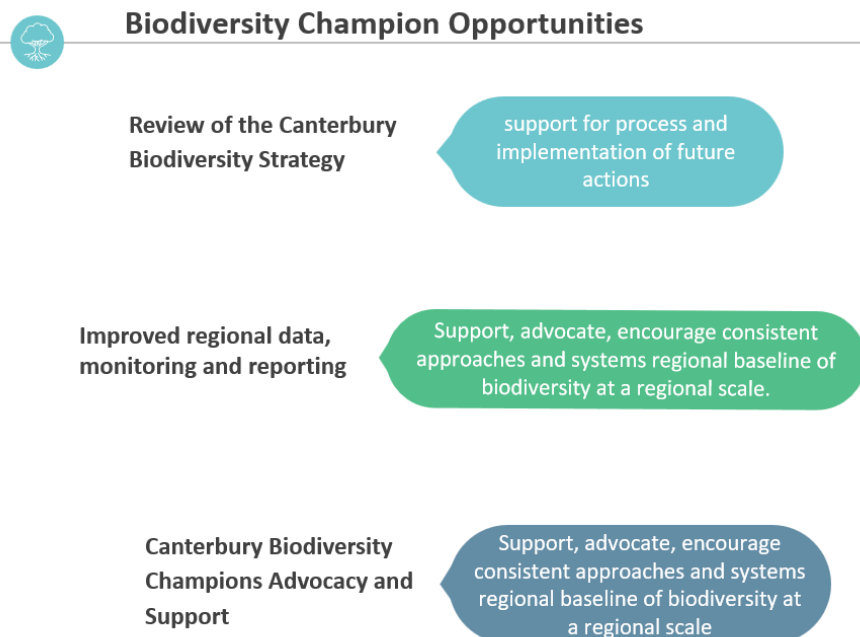 Biodiversity Champion Opportunities
Review of the Canterbury
Biodiversity Strategy
support for process and
implementation of future
actions
Improved regional data,
monitoring and reporting
Support, advocate, encourage consistent
approaches and systems regional baseline of
biodiversity at a regional scale.
Canterbury Biodiversity
Champions Advocacy and
Support
Support, advocate, encourage
consistent approaches and systems
regional baseline of biodiversity at
a regional scale